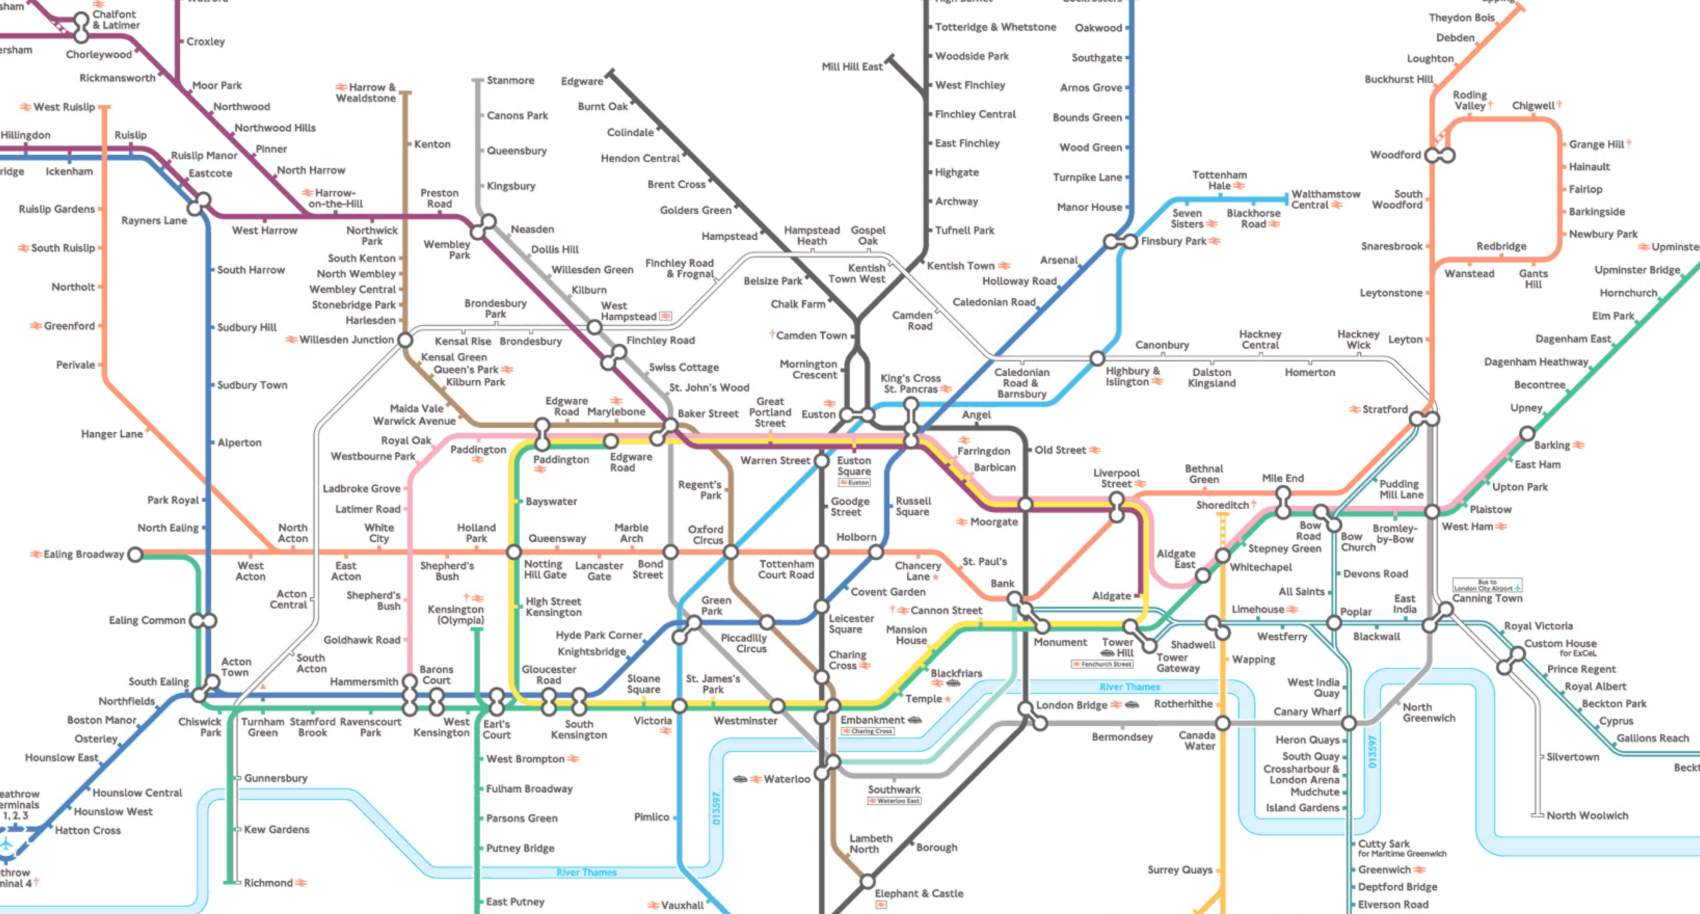 Chalfont
& Latimer
Chorleywood
Rickmansworth
Croxley
Moor Park
Northwood
Northwood Hills
Pinner
North Harrow
Harrow-
on-the-Hill
West Ruislip
Hillingdon
Ruislip
Ickenham
Ruislip Manor
Eastcote
Rayners Lane
West Harrow
Northwick
Park
Preston
Road
Wembley
Park
Ruislip Gardens
South Ruislip
Northolt
Greenford
Perivale
Hanger Lane
South Harrow
Sudbury Hill
Sudbury Town
Alperton
Park Royal
North Ealing
Ealing Broadway
Ealing Common
South Ealing
Northfields
Boston Manor
Osterley
Hounslow East
Hounslow Central
Hounslow West
Hatton Cross
1, 2, 3
Harrow &
Wealdstone
Kenton
South Kenton
North Wembley
Wembley Central
Stonebridge Park
Harlesden
Willesden Junction
Kensal Green
Queen's Park
Kilburn Park
Maida Vale
Warwick Avenue
Royal Oak
Westbourne Park
Ladbroke Grove
Latimer Road
Stanmore
Canons Park
Queensbury
Kingsbury
Neasden
Dollis Hill
Willesden Green
Kilburn
West
Hampstead
Finchley Road
Swiss Cottage
St. John's Wood
Baker Street
Brondesbury
Park
Kensal Rise
Brondesbury
Finchley Road
& Frognal
Hampstead
Heath
Gospel
Oak
Kentish
Town West
Camden
Road
Caledonian
Road &
Barnsbury
Edgware
Burnt Oak
Colindale
Hendon Central
Brent Cross
Golders Green
Hampstead
Belsize Park
Chalk Farm
Camden Town
Mornington
Crescent
Euston
Mill Hill East
Totteridge & Whetstone
Woodside Park
West Finchley
Finchley Central
East Finchley
Highgate
Archway
Tufnell Park
Kentish Town
Oakwood
Southgate
Arnos Grove
Bounds Green
Wood Green
Turnpike Lane
Manor House
Finsbury Park
Arsenal
Holloway Road
Caledonian Road
Tottenham
Hale
Seven
Sisters
Blackhorse
Road
Walthamstow
Central
Highbury &
Islington
Canonbury
Dalston
Kingsland
Hackney
Central
Homerton
Hackney
Wick
Stratford
Theydon Bois
Debden
Loughton
Buckhurst Hill
Roding
Valley
Chigwell
Grange Hill
Hainault
Fairlop
Barkingside
Newbury Park
Woodford
South
Woodford
Snaresbrook
Redbridge
Wanstead
Gants
Hill
Leytonstone
Leyton
Upminster Bridge
Hornchurch
Elm Park
Dagenham East
Dagenham Heathway
Becontree
Upney
Barking
East Ham
Upton Park
Plaistow
West Ham
Bromley-
by-Bow
Pudding
Mill Lane
Bow
Road
Bow
Church
Mile End
Bethnal
Green
Shoreditch
Stepney Green
Whitechapel
Aldgate
East
Aldgate
Liverpool
Street
Moorgate
Old Street
Angel
King's Cross
St. Pancras
Farringdon
Barbican
Euston
Square
Euston
Great
Portland
Street
Warren Street
Goodge
Street
Russell
Square
Edgware
Road
Marylebone
Paddington
Paddington
Edgware
Road
Bayswater
Regent's
Park
Oxford
Circus
Marble
Arch
Bond
Street
Queensway
Lancaster
Gate
Notting
Hill Gate
Holland
Park
Shepherd's
Bush
White
City
East
Acton
North
Acton
West
Acton
Acton
Central
South
Acton
Acton
Town
Shepherd's
Bush
Goldhawk Road
Hammersmith
Kensington
(Olympia)
High Street
Kensington
Tottenham
Court Road
Holborn
Chancery
Lane
St. Paul's
Bank
Covent Garden
Leicester
Square
Cannon Street
Mansion
House
Monument
Tower
Hill
Fenchurch Street
Tower
Gateway
Blackfriars
Temple
Green
Park
Piccadilly
Circus
Charing
Cross
Hyde Park Corner
Knightsbridge
Gloucester
Road
South
Kensington
Sloane
Square
Victoria
St. James's
Park
Westminster
Embankment
Charing Cross
Chiswick
Park
Turnham
Green
Stamford
Brook
Ravenscourt
Park
Barons
Court
West
Kensington
Earl's
Court
West Brompton
Fulham Broadway
Parsons Green
Putney Bridge
East Putney
Gunnersbury
Kew Gardens
Richmond
River Thames
013597
Pimlico
Vauxhall
Waterloo
Southwark
Waterloo East
Lambeth
North
Elephant & Castle
Borough
London Bridge
Bermondsey
River Thames
Canada
Water
Rotherhithe
Wapping
Shadwell
Surrey Quays
Limehouse
Westferry
Poplar
All Saints
Devons Road
Blackwall
East
India
Bus to
London City Airport
Canning Town
Royal Victoria
Custom House
for ExCeL
Prince Regent
Royal Albert
Beckton Park
Cyprus
Gallions Reach
Silvertown
North Woolwich
North
Greenwich
West India
Quay
Canary Wharf
Heron Quays
South Quay
Crossharbour &
London Arena
Mudchute
Island Gardens
013597
Cutty Sark
for Maritime Greenwich
Greenwich
Deptford Bridge
Elverson Road